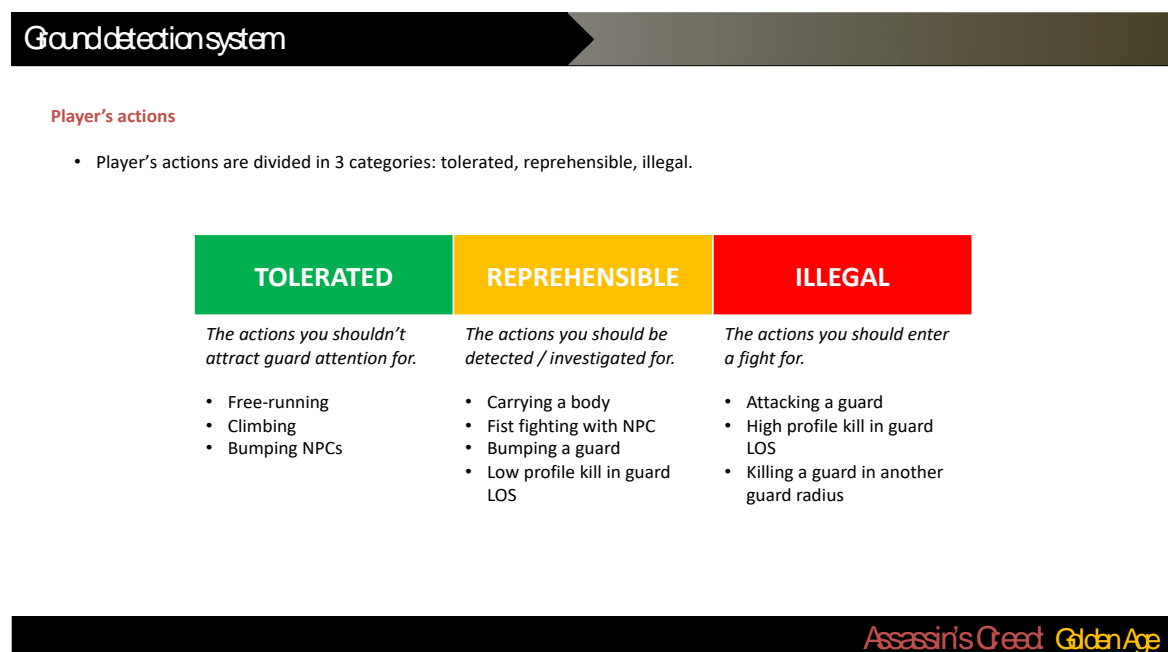 Ground detection system
Player's actions
• Player's actions are divided in 3 categories: tolerated, reprehensible, illegal.
TOLERATED
REPREHENSIBLE
ILLEGAL
The actions you shouldn't
attract guard attention for.
• Free-running
• Climbing
• Bumping NPCs
The actions you should be
detected / investigated for.
• Carrying a body
• Fist fighting with NPC
• Bumping a guard
• Low profile kill in guard
LOS
The actions you should enter
a fight for.
• Attacking a guard
• High profile kill in guard
LOS
• Killing a guard in another
guard radius
Assassin's Creed: Golden Age